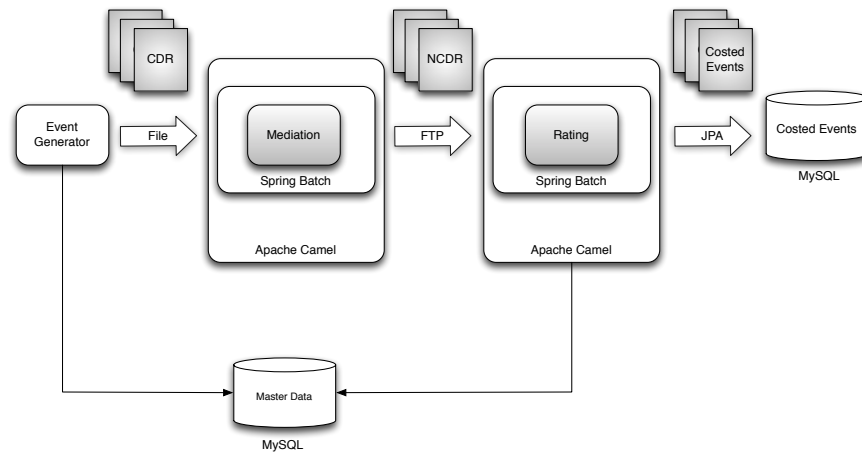 CDR
NCDR
Costed
Events
Event
Generator
File
Mediation
Spring Batch
Apache Camel
FTP
Rating
Spring Batch
Apache Camel
JPA
Costed Events
MySQL
Master Data
MySQL